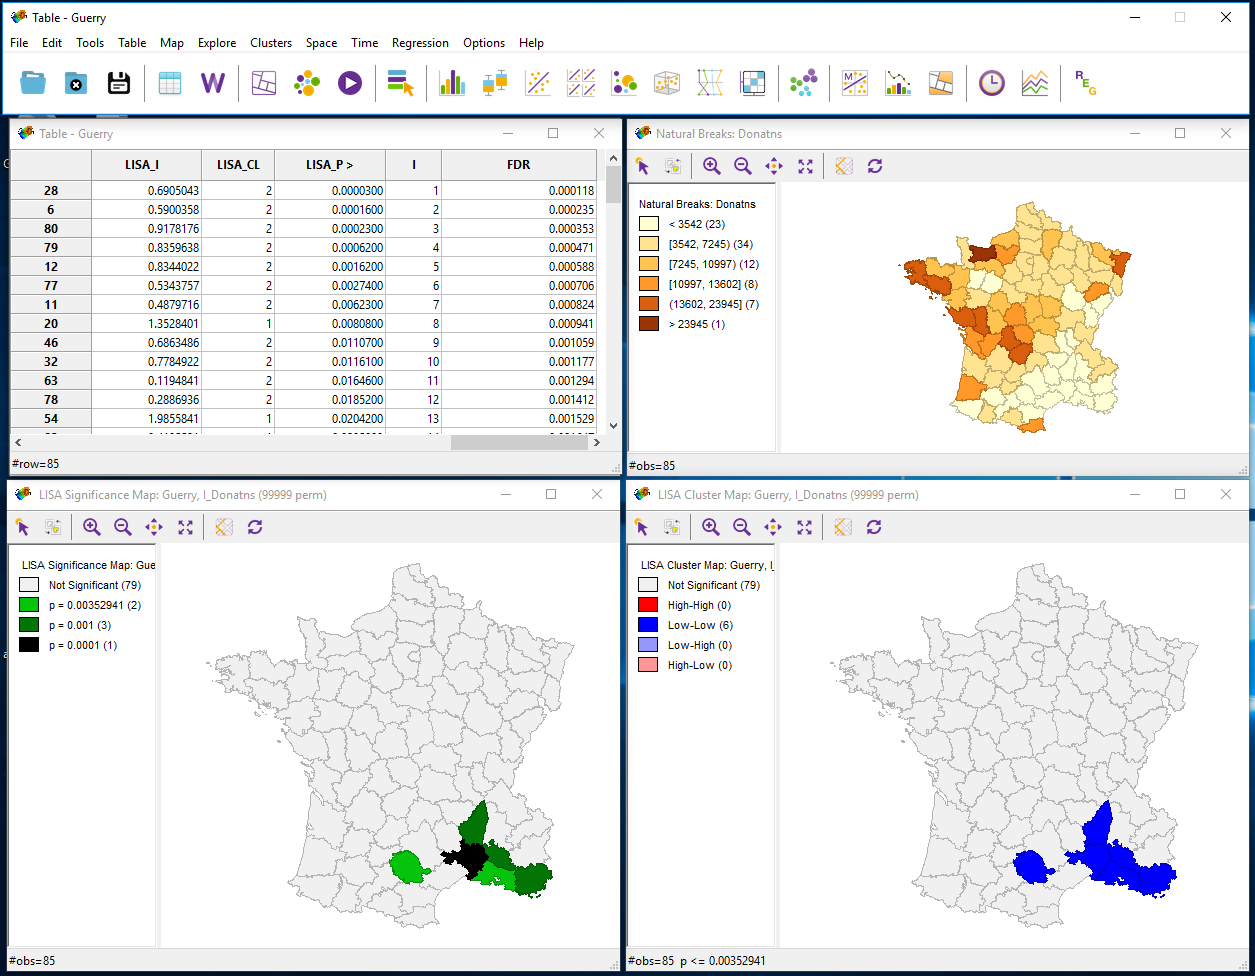 Table - Guerry
File Edit Tools Table Map Explore Clusters Space Time Regression Options Help
W
M
R E G
Table - Guerry
LISA_I LISA_CL LISA_P > I FDR
28 0.6905043 2 0.0000300 1 0.000118
6 0.5900358 2 0.0001600 2 0.000235
80 0.9178176 2 0.0002300 3 0.000353
79 0.8359638 2 0.0006200 4 0.000471
12 0.8344022 2 0.0016200 5 0.000588
77 0.5343757 2 0.0027400 6 0.000706
11 0.4879716 2 0.0062300 7 0.000824
20 1.3528401 1 0.0080800 8 0.000941
46 0.6863486 2 0.0110700 9 0.001059
32 0.7784922 2 0.0116100 10 0.001177
63 0.1194841 2 0.0164600 11 0.001294
78 0.2886936 2 0.0185200 12 0.001412
54 1.9855841 1 0.0204200 13 0.001529
#row=85
Natural Breaks: Donatns
Natural Breaks: Donatns
< 3542 (23)
[3542, 7245) (34)
[7245, 10997) (12)
[10997, 13602] (8)
(13602, 23945] (7)
> 23945 (1)
#obs=85
LISA Significance Map: Guerry, I_Donatns (99999 perm)
LISA Significance Map: Gue
Not Significant (79)
p = 0.00352941 (2)
p = 0.001 (3)
p = 0.0001 (1)
#obs=85
LISA Cluster Map: Guerry, I_Donatns (99999 perm)
LISA Cluster Map: Guerry, I_
Not Significant (79)
High-High (0)
Low-Low (6)
Low-High (0)
High-Low (0)
#obs=85 p <= 0.00352941